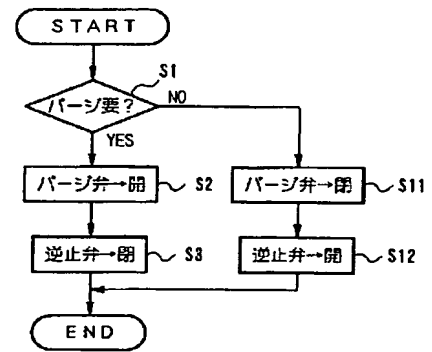 START
S1
パージ要?
NO
YES
パージ弁→開
S2
パージ弁→閉
S11
逆止弁→閉
S3
逆止弁→開
S12
END